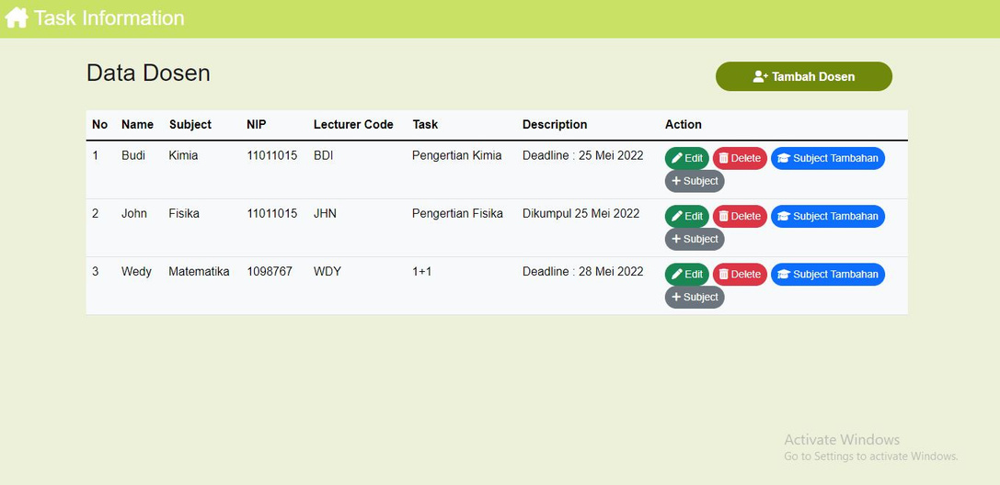 Task Information
Data Dosen
Tambah Dosen
No Name Subject NIP Lecturer Code Task Description Action
1 Budi Kimia 11011015 BDI Pengertian Kimia Deadline : 25 Mei 2022 Edit Delete Subject Tambahan
+ Subject
2 John Fisika 11011015 JHN Pengertian Fisika Dikumpul 25 Mei 2022 Edit Delete Subject Tambahan
+ Subject
3 Wedy Matematika 1098767 WDY 1+1 Deadline : 28 Mei 2022 Edit Delete Subject Tambahan
+ Subject
Activate Windows
Go to Settings to activate Windows.